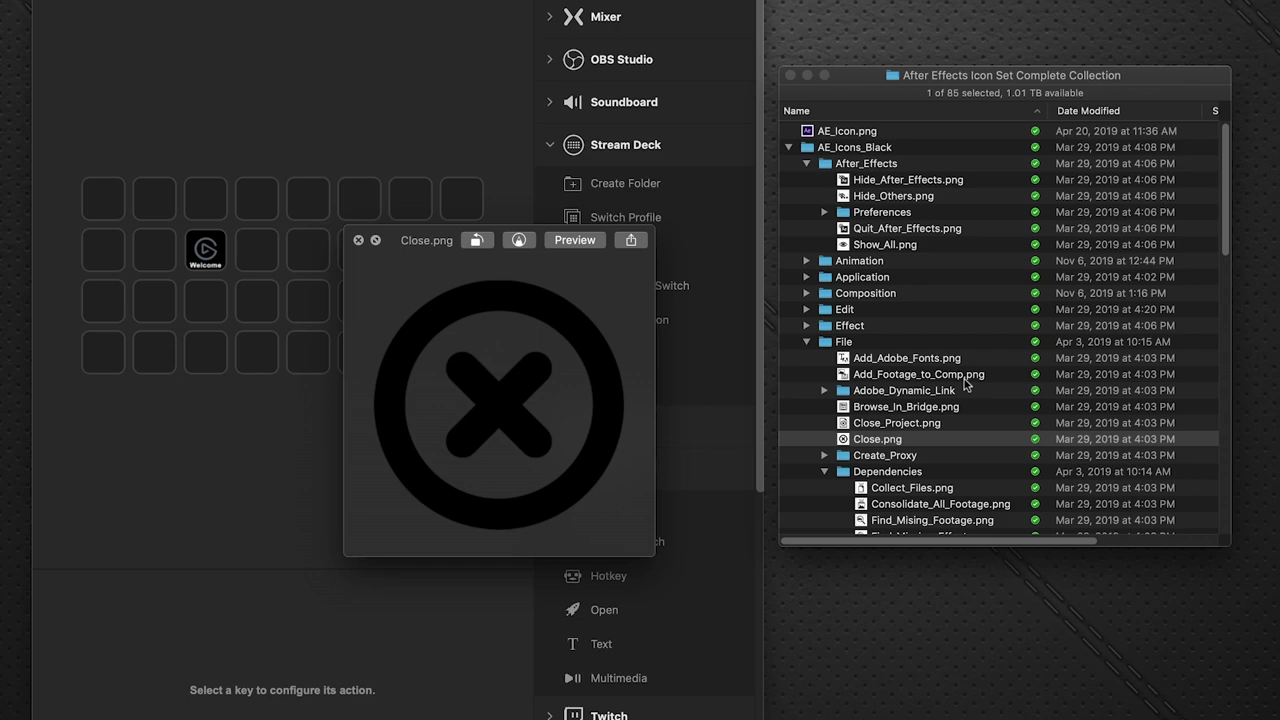 Mixer
OBS Studio
Soundboard
Stream Deck
Create Folder
Switch Profile
Switch
on
ch
Hotkey
Open
Text
Multimedia
Twitch
Welcome
Select a key to configure its action.
Close.png
Preview
After Effects Icon Set Complete Collection
1 of 85 selected, 1.01 TB available
Name Date Modified S
Ae AE_Icon.png Apr 20, 2019 at 11:36 AM
AE_Icons_Black Mar 29, 2019 at 4:08 PM
After_Effects Mar 29, 2019 at 4:06 PM
Hide_After_Effects.png Mar 29, 2019 at 4:06 PM
Hide_Others.png Mar 29, 2019 at 4:06 PM
Preferences Mar 29, 2019 at 4:06 PM
Quit_After_Effects.png Mar 29, 2019 at 4:06 PM
Show_All.png Mar 29, 2019 at 4:06 PM
Animation Nov 6, 2019 at 12:44 PM
Application Mar 29, 2019 at 4:02 PM
Composition Nov 6, 2019 at 1:16 PM
Edit Mar 29, 2019 at 4:20 PM
Effect Mar 29, 2019 at 4:06 PM
File Apr 3, 2019 at 10:15 AM
Add_Adobe_Fonts.png Mar 29, 2019 at 4:03 PM
Add_Footage_to_Comp.png Mar 29, 2019 at 4:03 PM
Adobe_Dynamic_Link Mar 29, 2019 at 4:03 PM
Browse_In_Bridge.png Mar 29, 2019 at 4:03 PM
Close_Project.png Mar 29, 2019 at 4:03 PM
Close.png Mar 29, 2019 at 4:03 PM
Create_Proxy Mar 29, 2019 at 4:03 PM
Dependencies Apr 3, 2019 at 10:14 AM
Collect_Files.png Mar 29, 2019 at 4:03 PM
Consolidate_All_Footage.png Mar 29, 2019 at 4:03 PM
Find_Mising_Footage.png Mar 29, 2019 at 4:03 PM